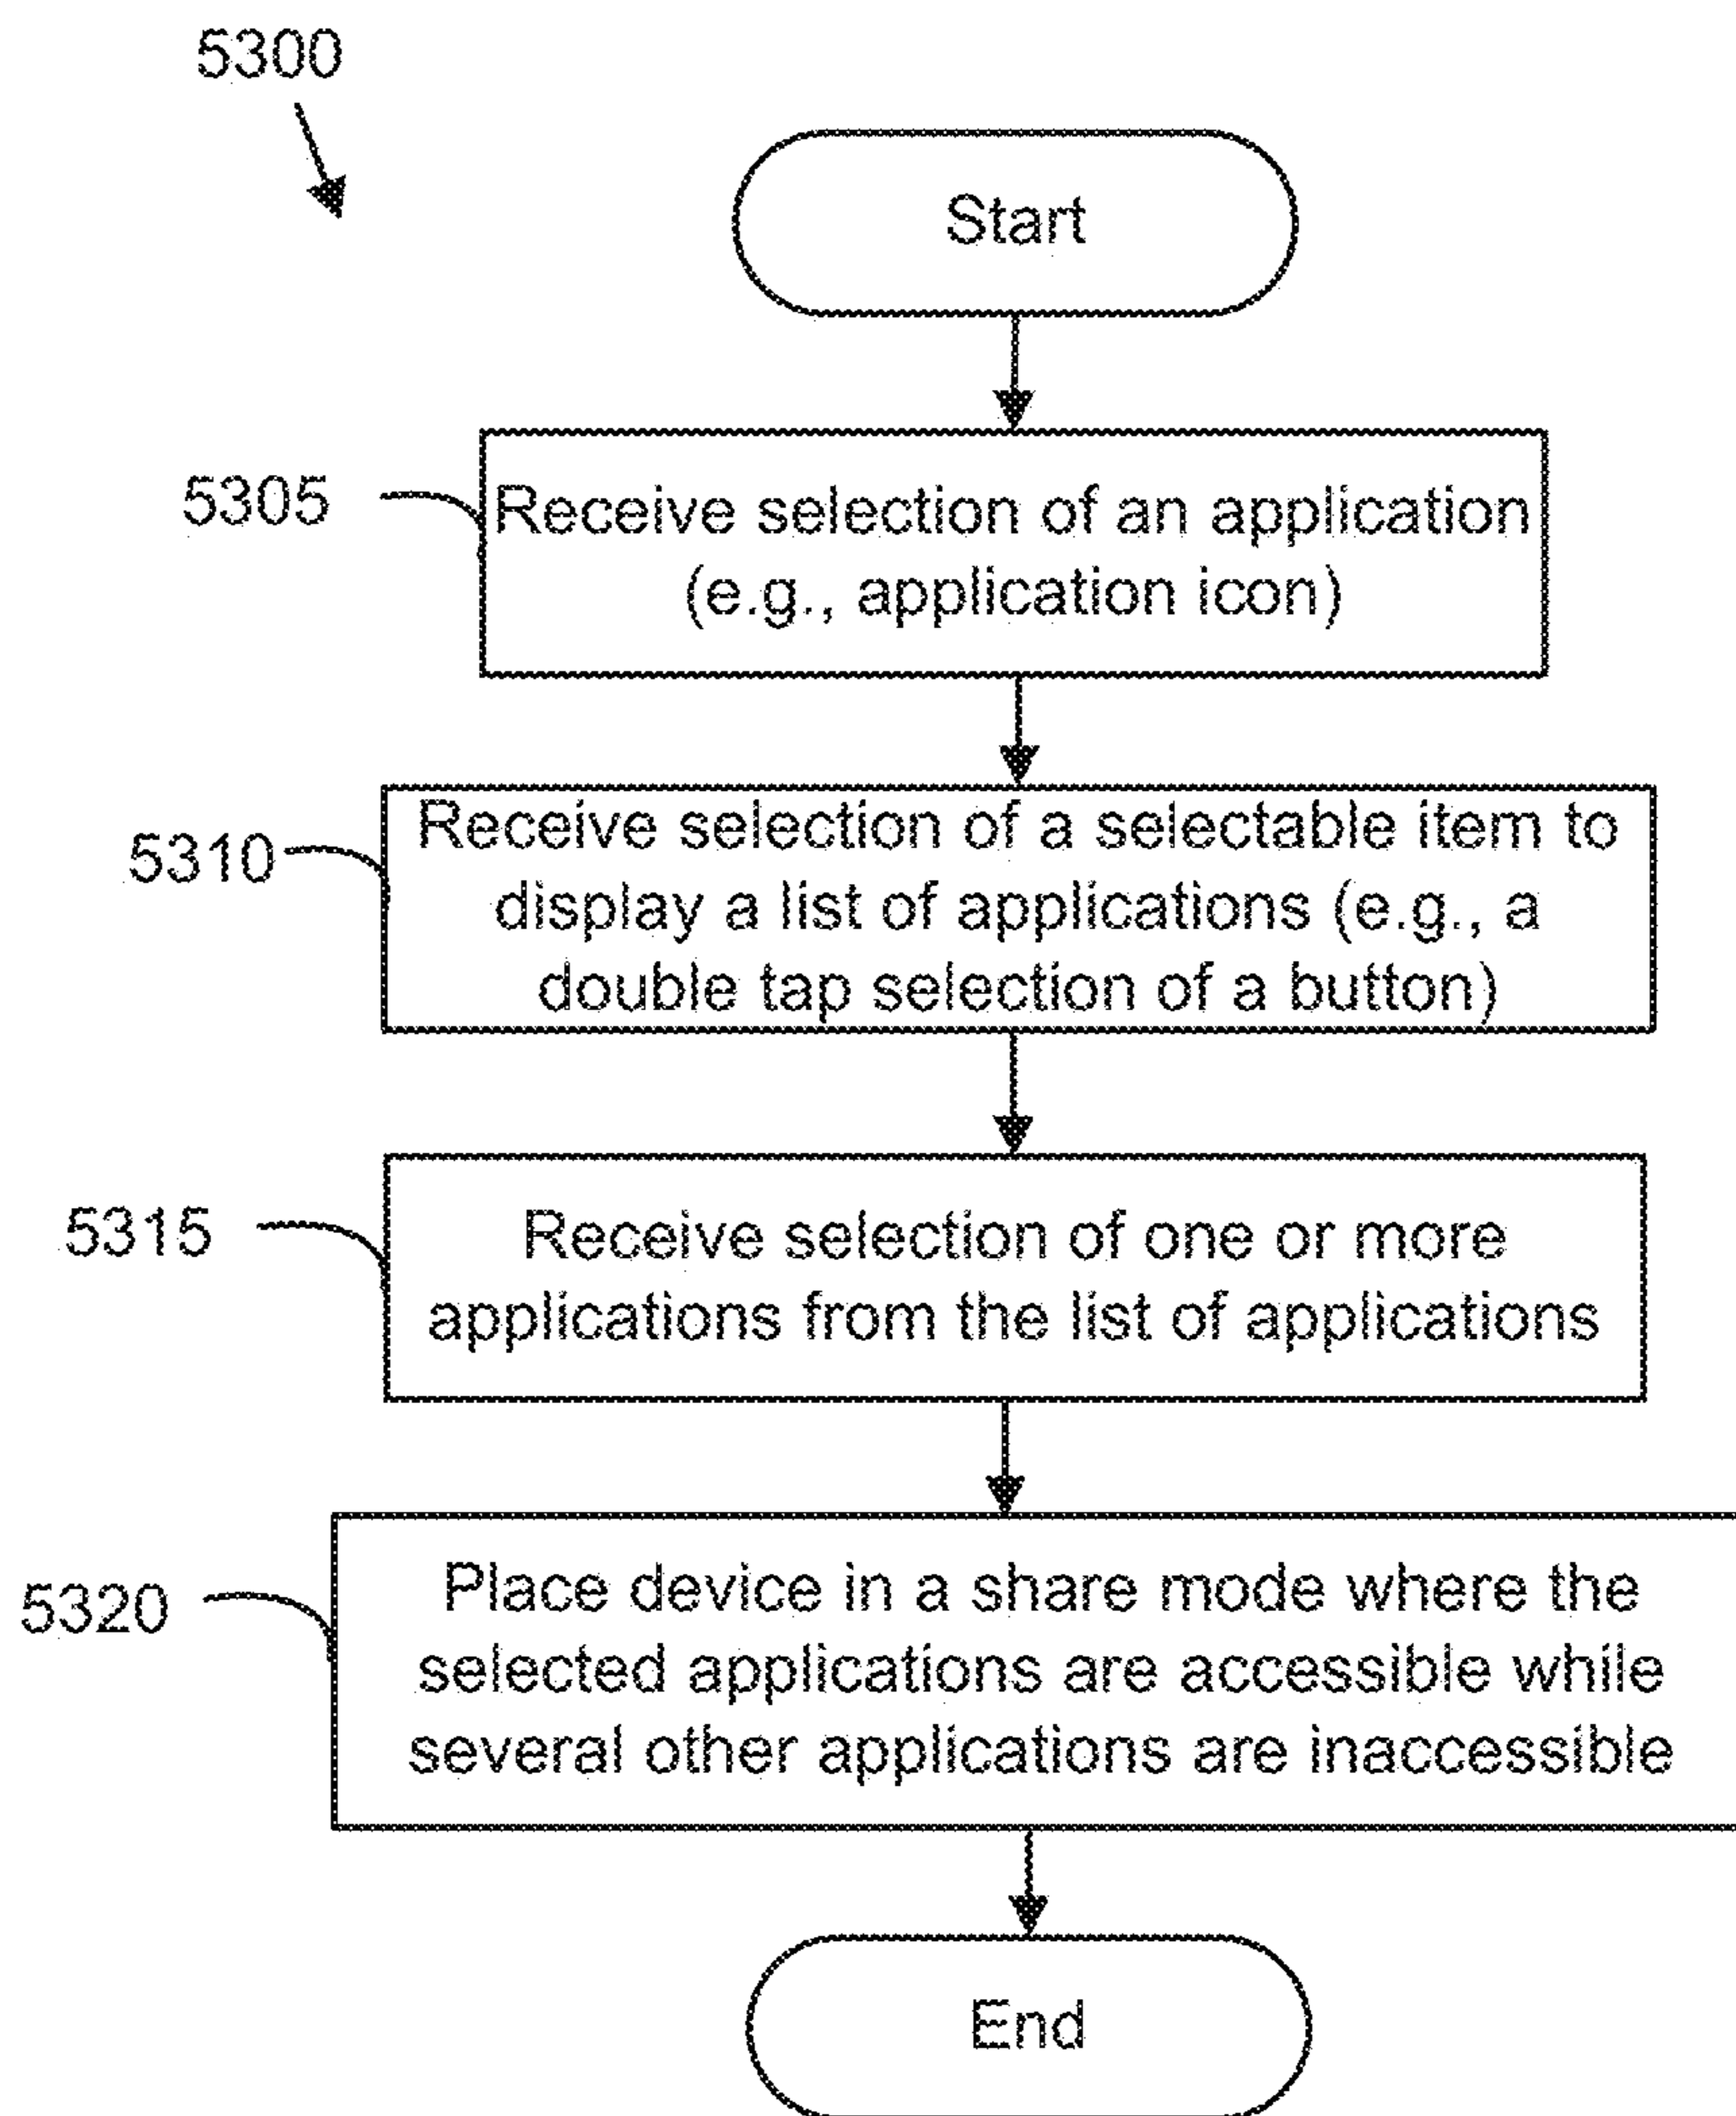 5300
Start
5305
Receive selection of an application
(e.g., application icon)
5310
Receive selection of a selectable item to
display a list of applications (e.g., a
double tap selection of a button)
5315
Receive selection of one or more
applications from the list of applications
5320
Place device in a share mode where the
selected applications are accessible while
several other applications are inaccessible
End